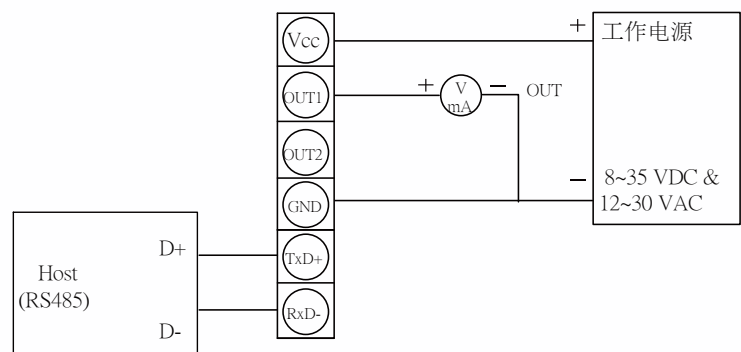 Vcc
+
工作电源
OUT1
+
V
mA
−
OUT
OUT2
GND
−
8~35 VDC &
12~30 VAC
Host
(RS485)
D+
TxD+
D-
RxD-